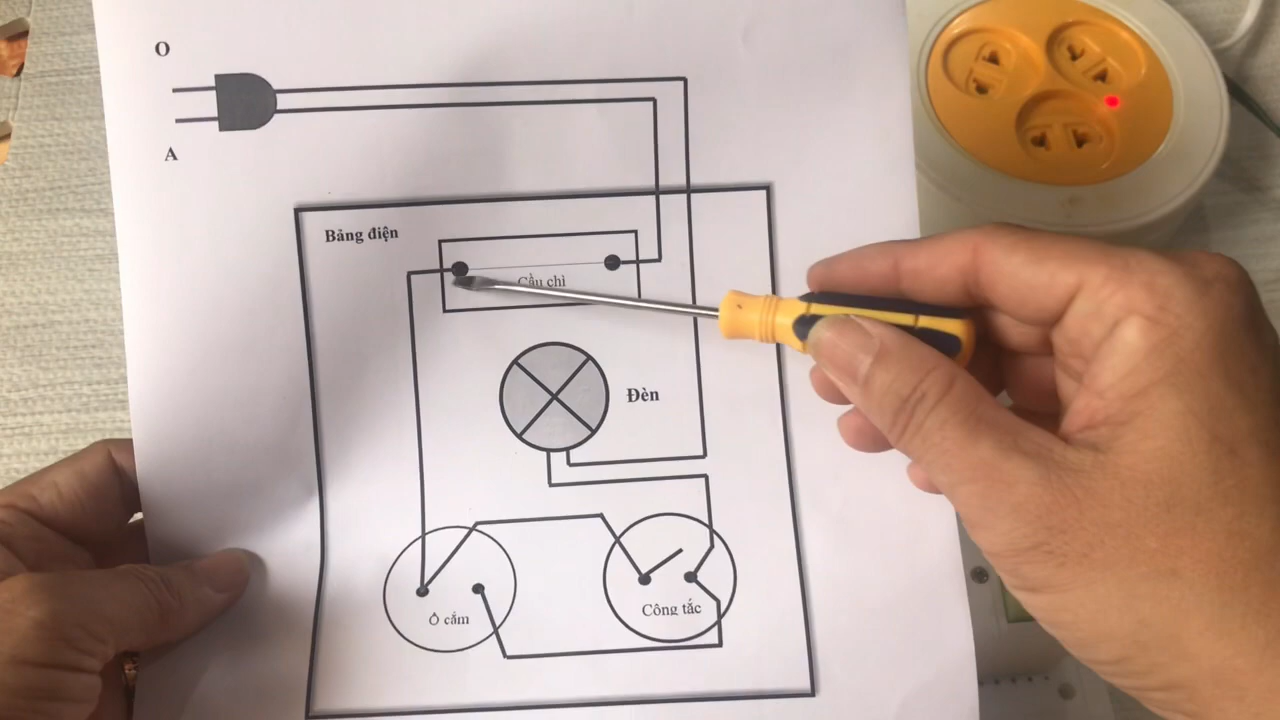 O
A
Bảng điện
Cầu chì
Đèn
Ô cắm
Công tắc